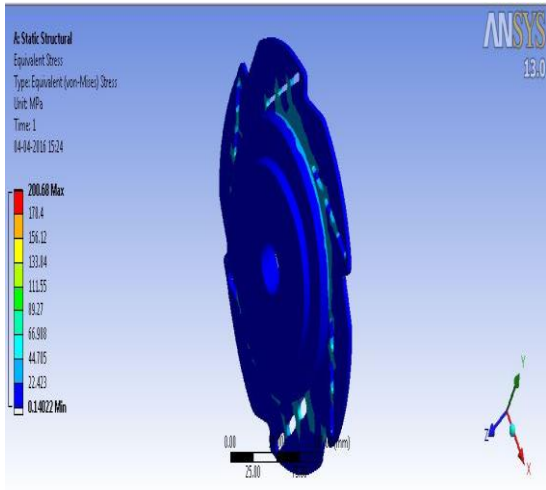 A: Static Structural
Equivalent Stress
Type: Equivalent (von-Mises) Stress
Unit: MPa
Time: 1
04-04-2016 15:24
200.68 Max
178.4
156.12
133.84
111.55
89.27
66.988
44.705
22.423
0.14022 Min
ANSYS
13.0
Y
Z
X
0.00
(mm)
25.00